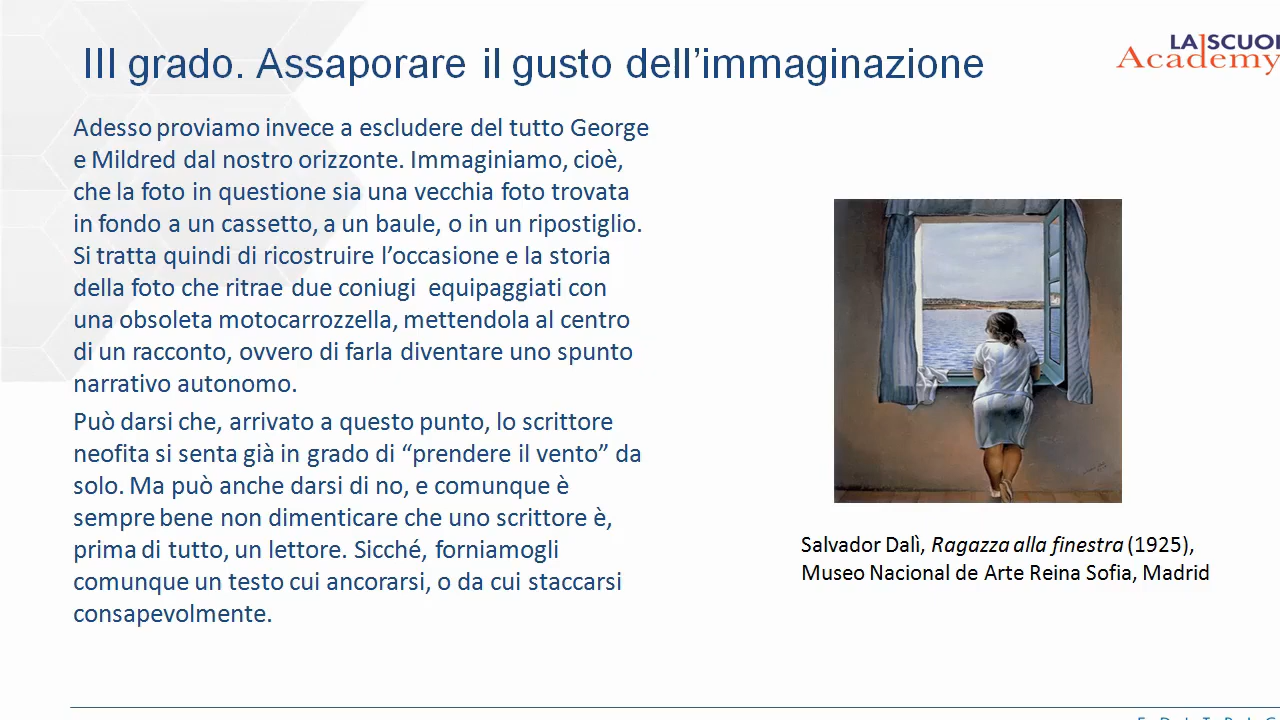 III grado. Assaporare il gusto dell’immaginazione
LA SCUOL
Academy
Adesso proviamo invece a escludere del tutto George
e Mildred dal nostro orizzonte. Immaginiamo, cioè,
che la foto in questione sia una vecchia foto trovata
in fondo a un cassetto, a un baule, o in un ripostiglio.
Si tratta quindi di ricostruire l’occasione e la storia
della foto che ritrae due coniugi equipaggiati con
una obsoleta motocarrozzella, mettendola al centro
di un racconto, ovvero di farla diventare uno spunto
narrativo autonomo.
Può darsi che, arrivato a questo punto, lo scrittore
neofita si senta già in grado di “prendere il vento” da
solo. Ma può anche darsi di no, e comunque è
sempre bene non dimenticare che uno scrittore è,
prima di tutto, un lettore. Sicché, forniamogli
comunque un testo cui ancorarsi, o da cui staccarsi
consapevolmente.
Salvador Dalì, Ragazza alla finestra (1925),
Museo Nacional de Arte Reina Sofia, Madrid